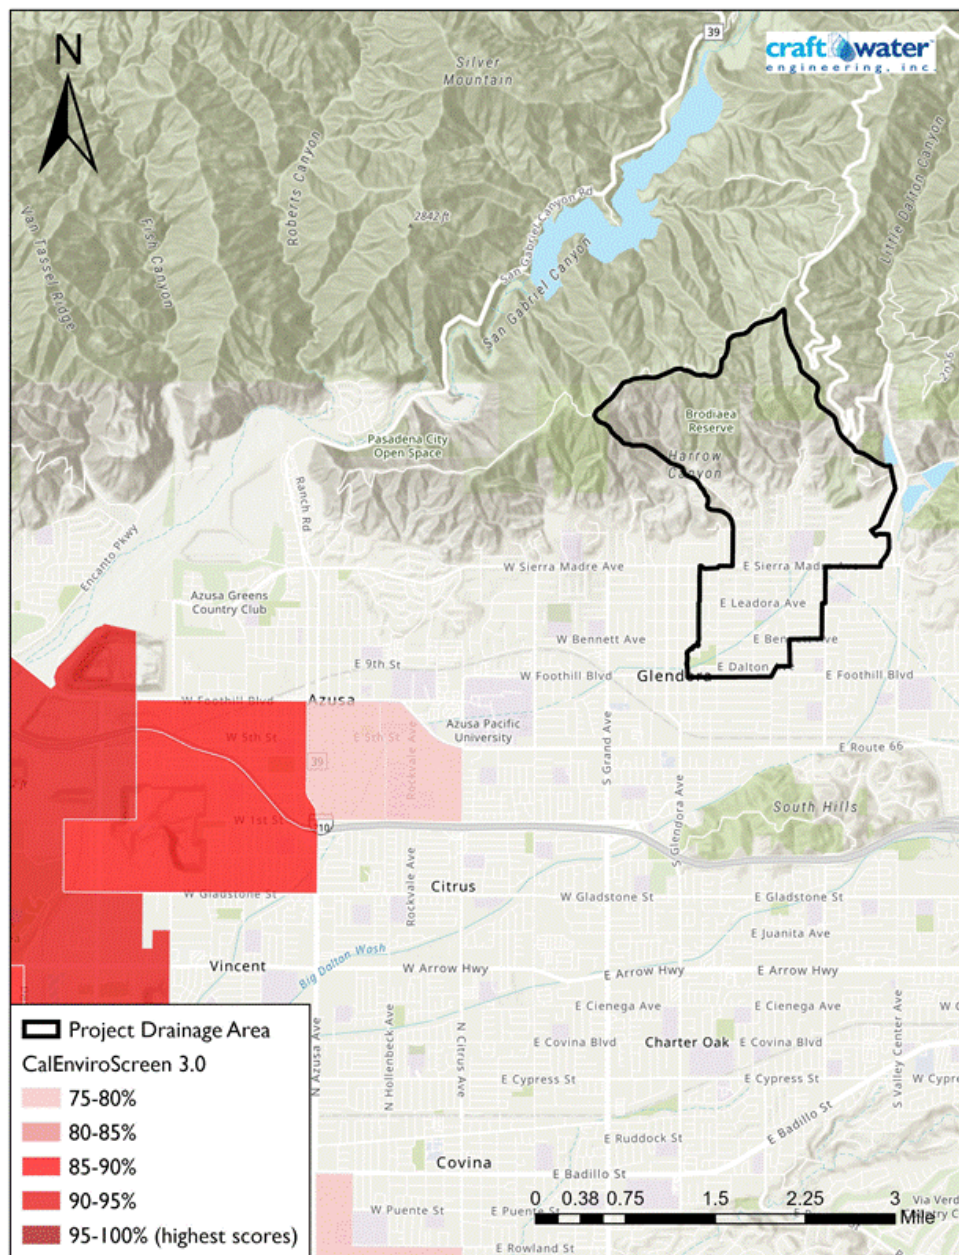 39
craft water
engineering, inc.
N
Silver
Mountain
Roberts Canyon
Little Dalton Canyon
Van Tassel Ridge
Fish Canyon
2842 ft
San Gabriel Canyon Rd
San Gabriel Canyon
2n16
Brodiaea
Reserve
Pasadena City
Open Space
Harrow
Canyon
Ranch Rd
Encanto Pkwy
W Sierra Madre Ave
Azusa Greens
Country Club
E Leadora Ave
W Bennett Ave
E 9th St
W Foothill Blvd
Glendora
E Foothill Blvd
W Foothill Blvd
Azusa
Azusa Pacific
University
W 5th St
E 5th St
Rockvale Ave
S Grand Ave
E Route 66
39
South Hills
W 1st St
210
S Glendora Ave
W Gladstone St
Rockvale Ave
Citrus
W Gladstone St
E Gladstone St
E Juanita Ave
Big Dalton Wash
Vincent
W Arrow Hwy
E Arrow Hwy
E Arrow Hwy
E Cienega Ave
E Cienega Ave
N Azusa Ave
N Hollenbeck Ave
N Citrus Ave
E Covina Blvd
Charter Oak
E Covina Blvd
S Valley Center Ave
E Cypress St
E Cypress St
E Badillo St
E Ruddock St
Covina
E Badillo St
W Puente St
E Puente St
E Rowland St
Project Drainage Area
CalEnviroScreen 3.0
75-80%
80-85%
85-90%
90-95%
95-100% (highest scores)
0 0.38 0.75 1.5 2.25 3
Mile